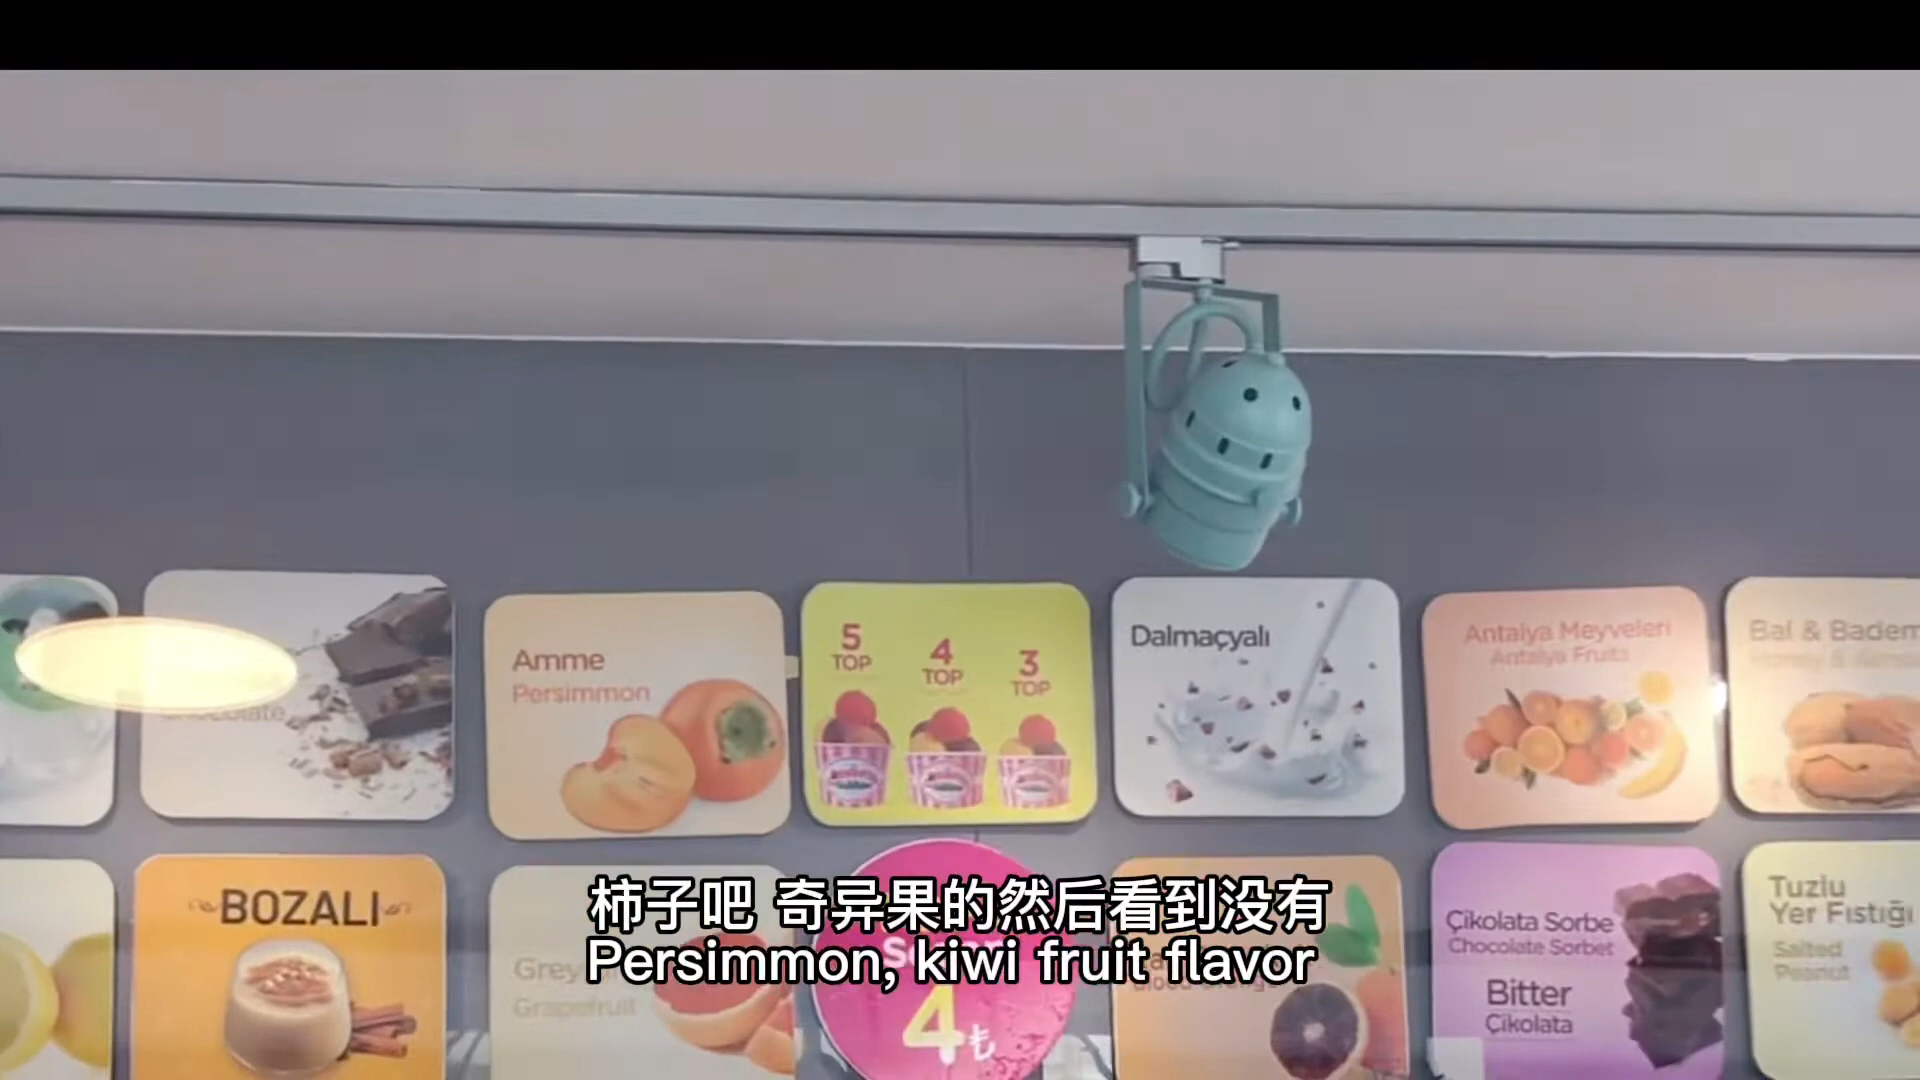 Amme
Persimmon
5
TOP
4
TOP
3
TOP
Dalmaçyalı
Antalya Meyveleri
Antalya Fruits
Bal & Badem
BOZALI
Grapefruit
4₺
Çikolata Sorbe
Chocolate Sorbet
Bitter
Çikolata
Tuzlu
Yer Fıstığı
Salted
Peanut
柿子吧 奇异果的然后看到没有
Persimmon, kiwi fruit flavor